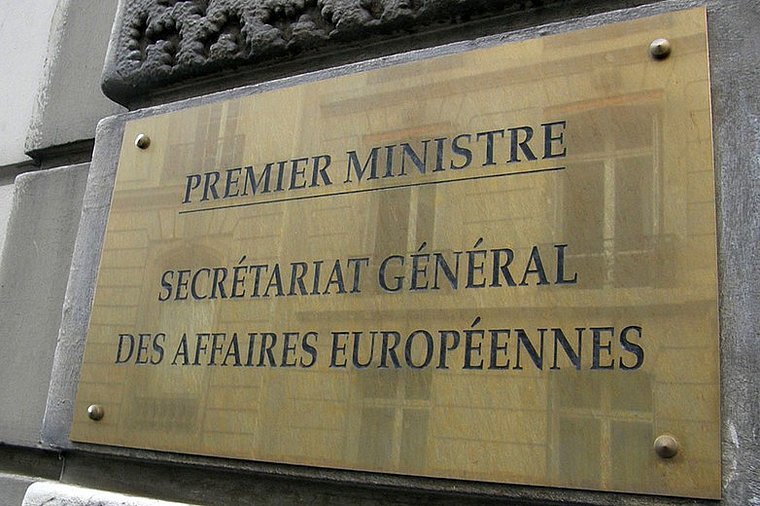 PREMIER MINISTRE
SECRÉTARIAT GÉNÉRAL
DES AFFAIRES EUROPÉENNES